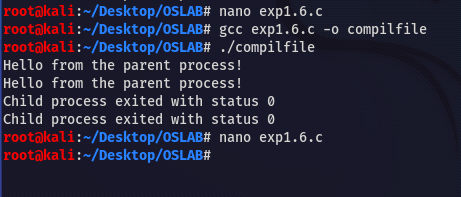 root@kali:~/Desktop/OSLAB# nano exp1.6.c
root@kali:~/Desktop/OSLAB# gcc exp1.6.c -o compilfile
root@kali:~/Desktop/OSLAB# ./compilfile
Hello from the parent process!
Hello from the parent process!
Child process exited with status 0
Child process exited with status 0
root@kali:~/Desktop/OSLAB# nano exp1.6.c
root@kali:~/Desktop/OSLAB#